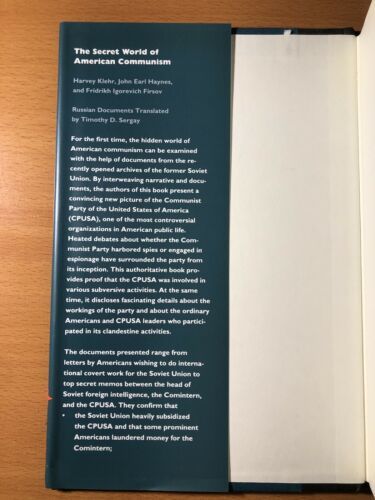 The Secret World of
American Communism
Harvey Klehr, John Earl Haynes,
and Fridrikh Igorevich Firsov
Russian Documents Translated
by Timothy D. Sergay
For the first time, the hidden world of
American communism can be examined
with the help of documents from the re-
cently opened archives of the former Soviet
Union. By interweaving narrative and docu-
ments, the authors of this book present a
convincing new picture of the Communist
Party of the United States of America
(CPUSA), one of the most controversial
organizations in American public life.
Heated debates about whether the Com-
munist Party harbored spies or engaged in
espionage have surrounded the party from
its inception. This authoritative book pro-
vides proof that the CPUSA was involved in
various subversive activities. At the same
time, it discloses fascinating details about the
workings of the party and about the ordinary
Americans and CPUSA leaders who partici-
pated in its clandestine activities.
The documents presented range from
letters by Americans wishing to do interna-
tional covert work for the Soviet Union to
top secret memos between the head of
Soviet foreign intelligence, the Comintern,
and the CPUSA. They confirm that
• the Soviet Union heavily subsidized
the CPUSA and that some prominent
Americans laundered money for the
Comintern;